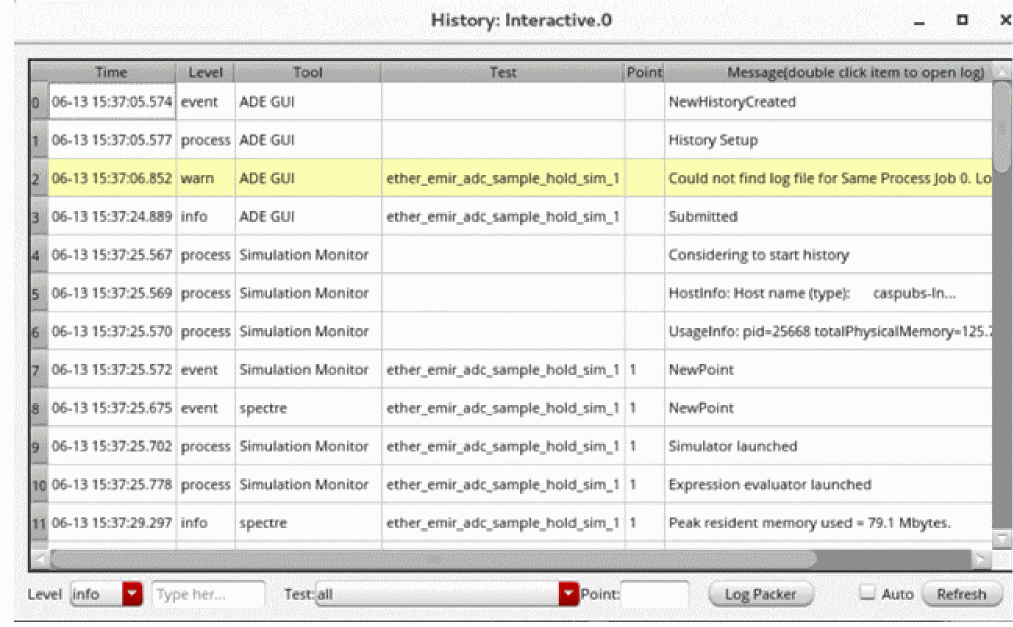 History: Interactive.0
Time Level Tool Test Point Message(double click item to open log)
0 06-13 15:37:05.574 event ADE GUI NewHistoryCreated
1 06-13 15:37:05.577 process ADE GUI History Setup
2 06-13 15:37:06.852 warn ADE GUI ether_emir_adc_sample_hold_sim_1 Could not find log file for Same Process Job 0. Lo
3 06-13 15:37:24.889 info ADE GUI ether_emir_adc_sample_hold_sim_1 Submitted
4 06-13 15:37:25.567 process Simulation Monitor Considering to start history
5 06-13 15:37:25.569 process Simulation Monitor HostInfo: Host name (type): caspubs-ln...
6 06-13 15:37:25.570 process Simulation Monitor UsageInfo: pid=25668 totalPhysicalMemory=125.7
7 06-13 15:37:25.572 event Simulation Monitor ether_emir_adc_sample_hold_sim_1 1 NewPoint
8 06-13 15:37:25.675 event spectre ether_emir_adc_sample_hold_sim_1 1 NewPoint
9 06-13 15:37:25.702 process Simulation Monitor ether_emir_adc_sample_hold_sim_1 1 Simulator launched
10 06-13 15:37:25.778 process Simulation Monitor ether_emir_adc_sample_hold_sim_1 1 Expression evaluator launched
11 06-13 15:37:29.297 info spectre ether_emir_adc_sample_hold_sim_1 1 Peak resident memory used = 79.1 Mbytes.
Level info Type her... Test: all Point: Log Packer Auto Refresh